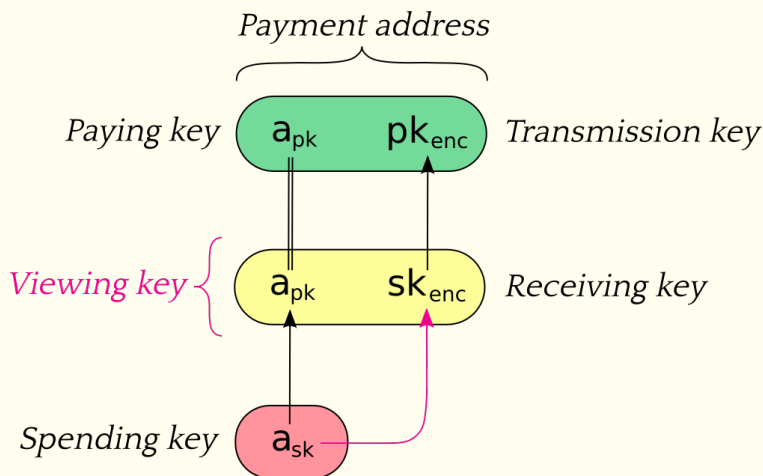 Payment address
Paying key a_pk pk_enc Transmission key
Viewing key a_pk sk_enc Receiving key
Spending key a_sk